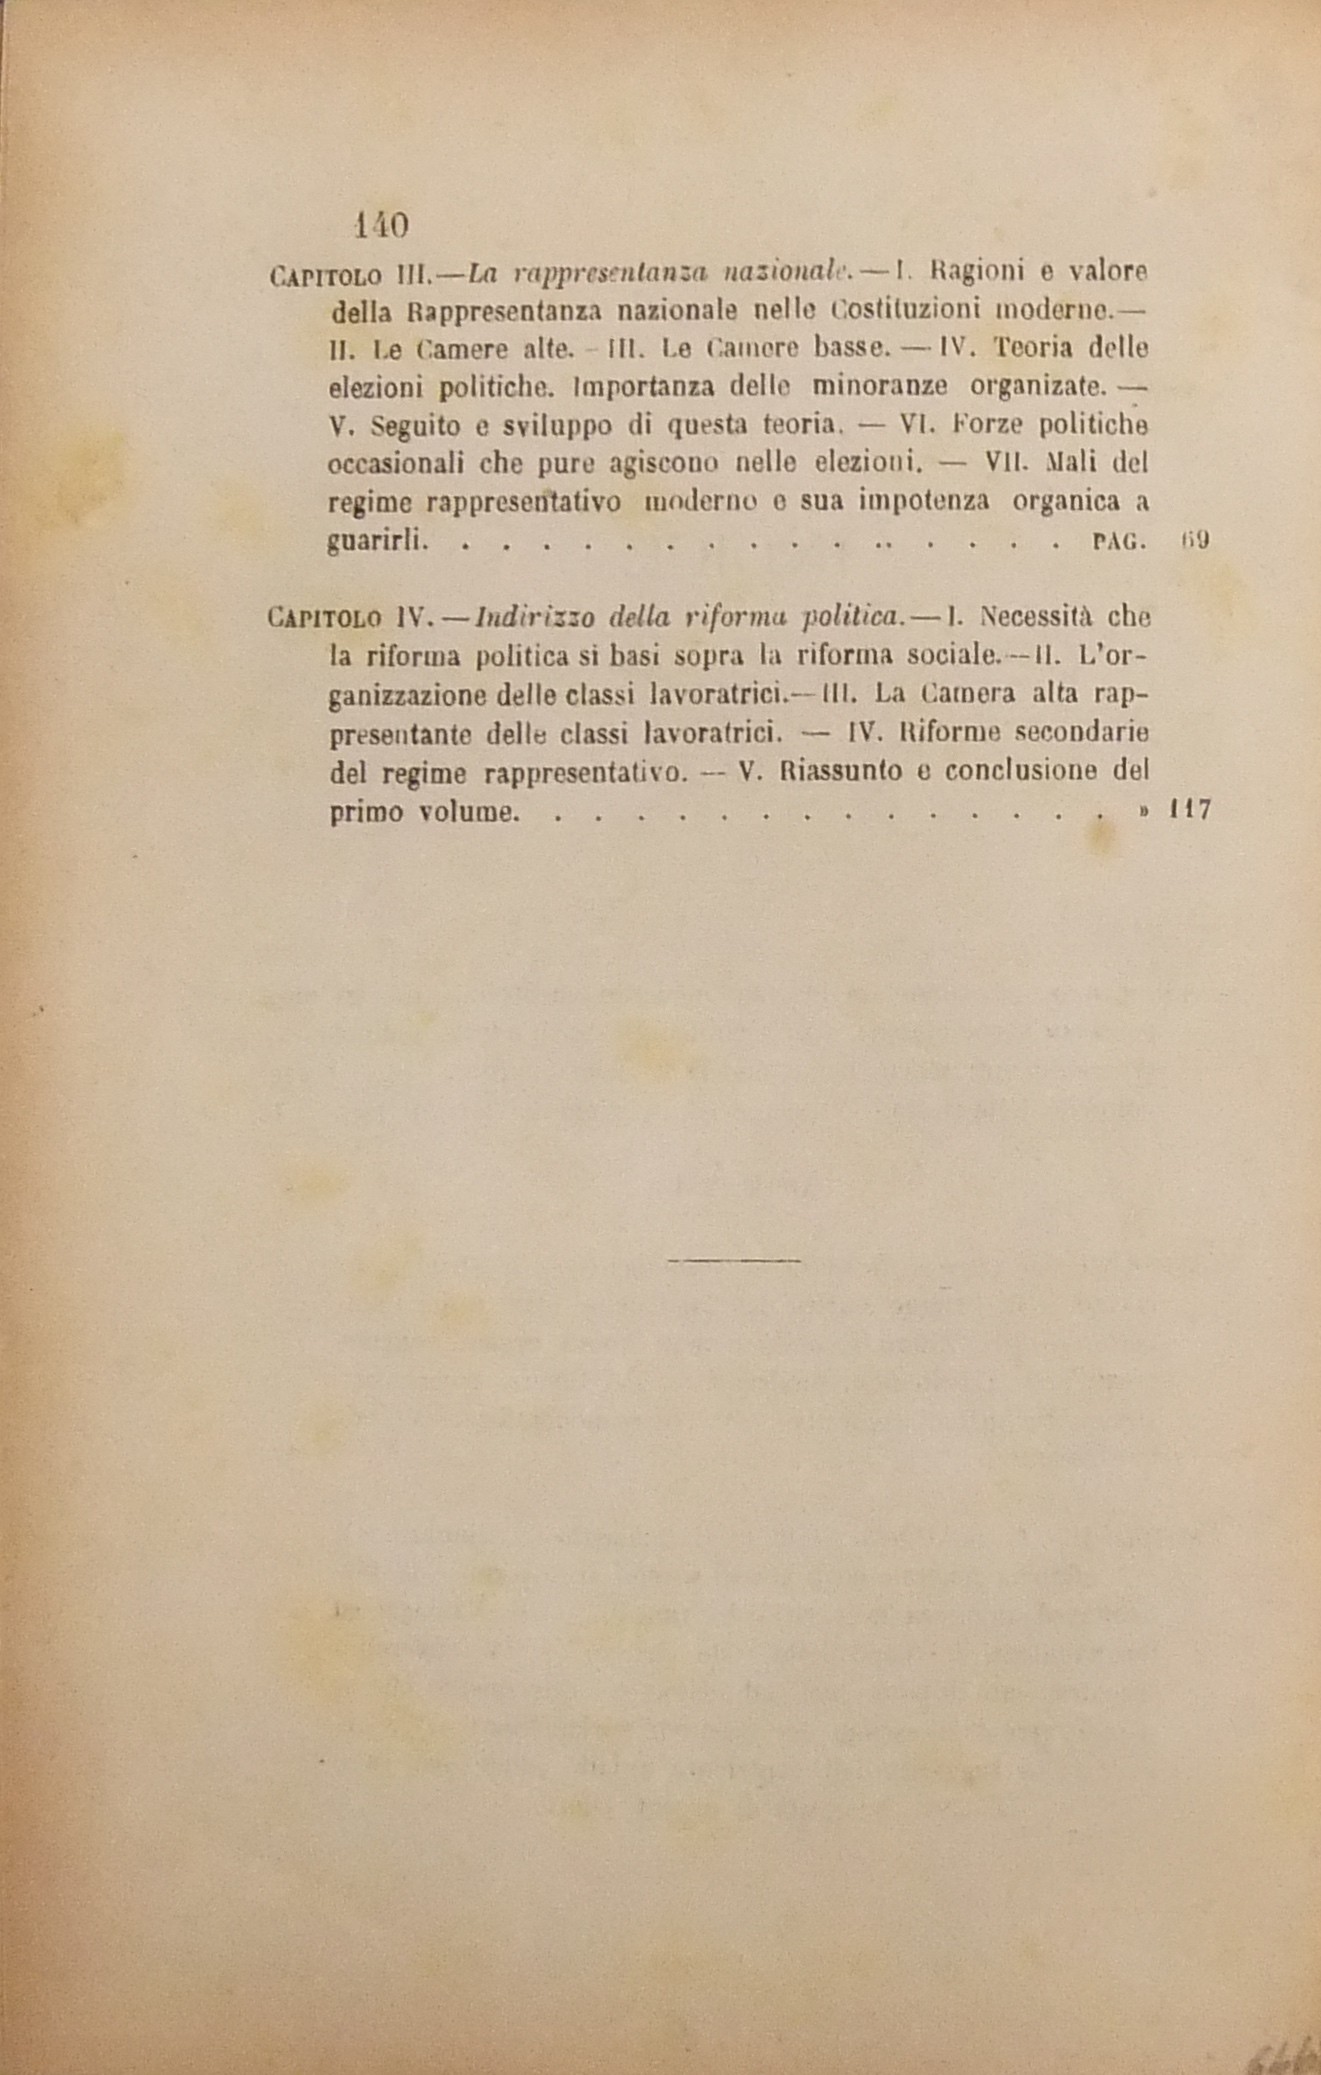 140
CAPITOLO III.—La rappresentanza nazionale.—I. Ragioni e valore
della Rappresentanza nazionale nelle Costituzioni moderne.—
II. Le Camere alte. - III. Le Camere basse. — IV. Teoria delle
elezioni politiche. Importanza delle minoranze organizate. —
V. Seguito e sviluppo di questa teoria. — VI. Forze politiche
occasionali che pure agiscono nelle elezioni. — VII. Mali del
regime rappresentativo moderno e sua impotenza organica a
guarirli. . . . . . . . . . . . . . . . . PAG. 69
CAPITOLO IV.—Indirizzo della riforma politica.—I. Necessità che
la riforma politica si basi sopra la riforma sociale.—II. L'or-
ganizzazione delle classi lavoratrici.—III. La Camera alta rap-
presentante delle classi lavoratrici. — IV. Riforme secondarie
del regime rappresentativo. — V. Riassunto e conclusione del
primo volume. . . . . . . . . . . . . . . » 117